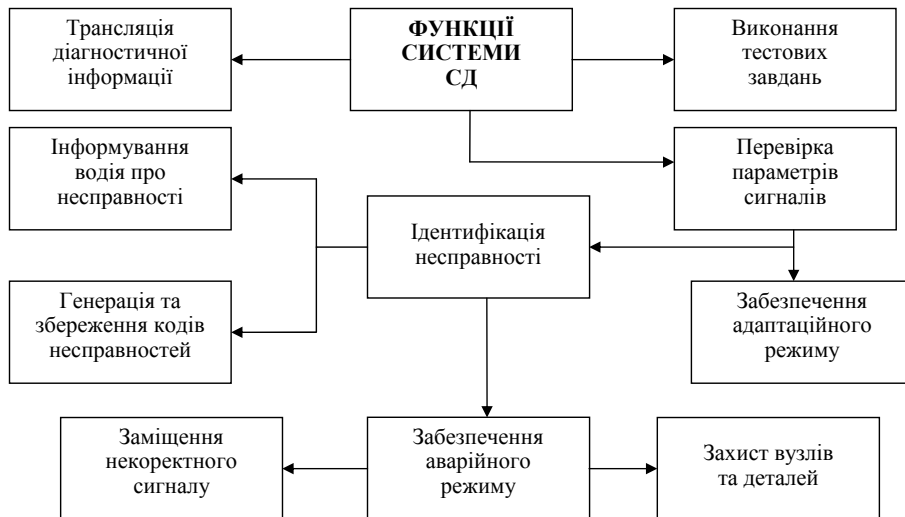 Трансляція
діагностичної
інформації
ФУНКЦІЇ
СИСТЕМИ
СД
Виконання
тестових
завдань
Інформування
водія про
несправності
Перевірка
параметрів
сигналів
Ідентифікація
несправності
Генерація та
збереження кодів
несправностей
Забезпечення
адаптаційного
режиму
Заміщення
некоректного
сигналу
Забезпечення
аварійного
режиму
Захист вузлів
та деталей